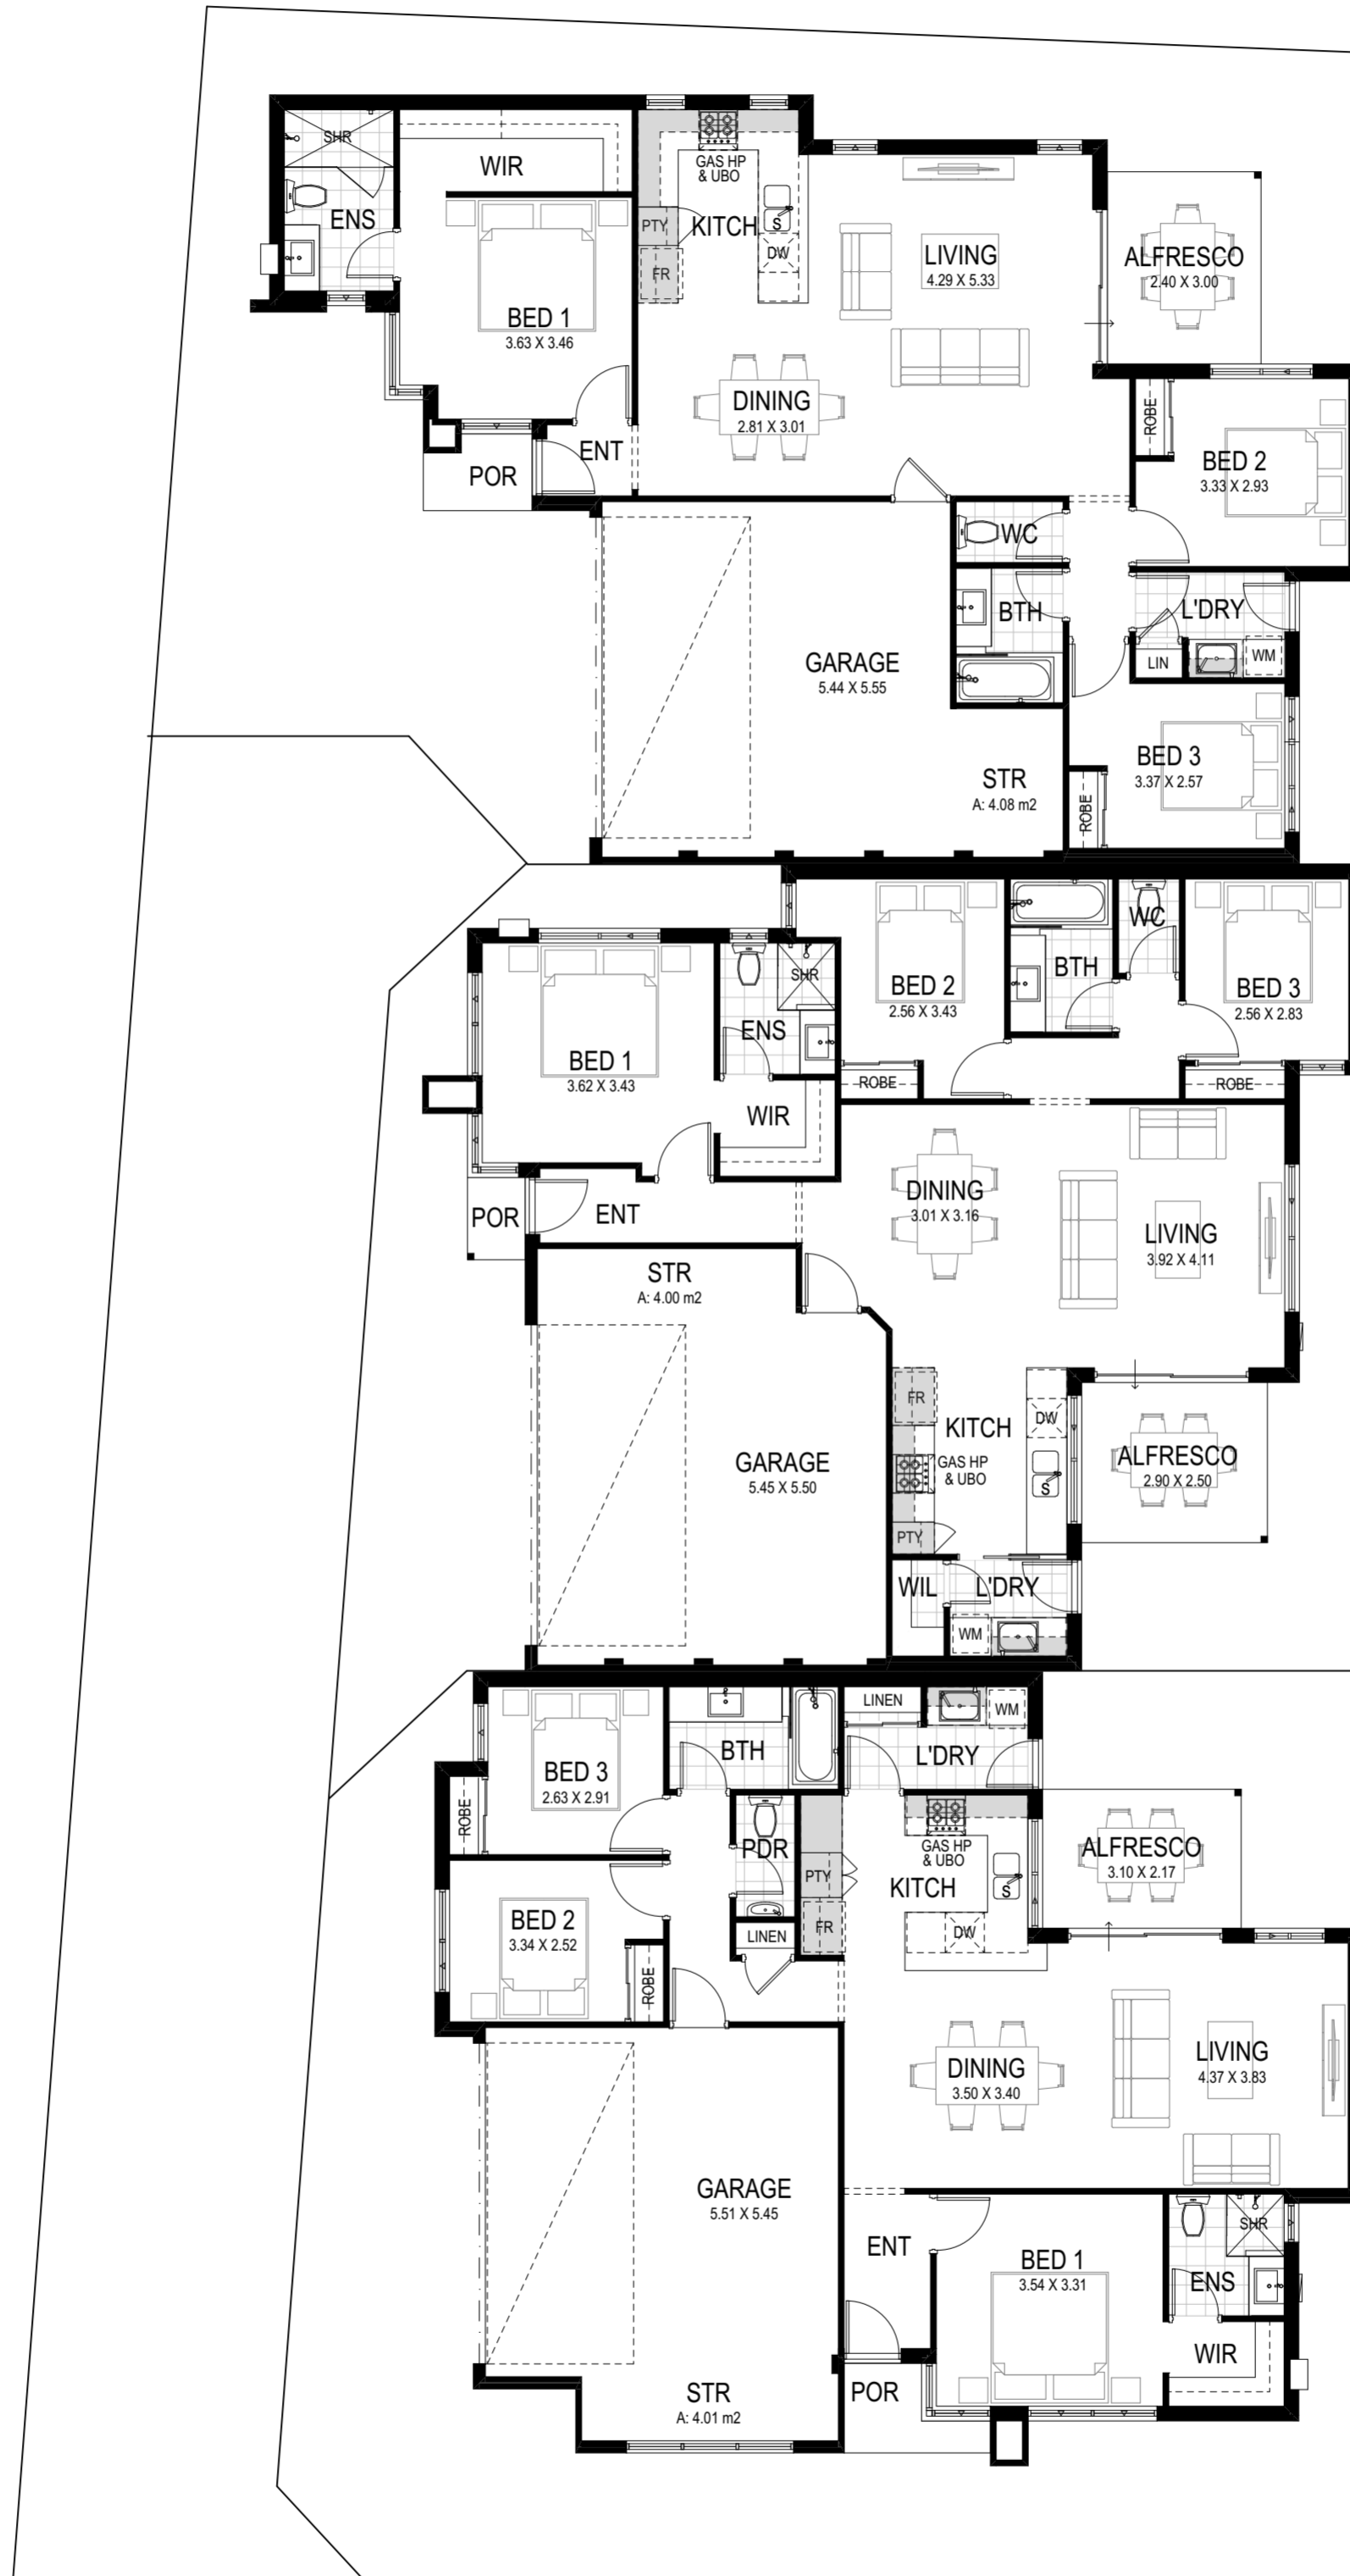 SHR
WIR
ENS
GAS HP
& UBO
PTY
KITCH
S
DW
FR
LIVING
4.29 X 5.33
ALFRESCO
2.40 X 3.00
BED 1
3.63 X 3.46
DINING
2.81 X 3.01
ENT
POR
ROBE
BED 2
3.33 X 2.93
WC
BTH
L'DRY
LIN
WM
GARAGE
5.44 X 5.55
STR
A: 4.08 m2
BED 3
3.37 X 2.57
ROBE
BED 2
2.56 X 3.43
BTH
WC
BED 3
2.56 X 2.83
SHR
ENS
BED 1
3.62 X 3.43
ROBE
ROBE
WIR
POR
ENT
DINING
3.01 X 3.16
LIVING
3.92 X 4.11
STR
A: 4.00 m2
FR
KITCH
DW
GAS HP
& UBO
S
PTY
ALFRESCO
2.90 X 2.50
GARAGE
5.45 X 5.50
WIL
L'DRY
WM
BED 3
2.63 X 2.91
BTH
LINEN
WM
L'DRY
ROBE
PDR
PTY
FR
GAS HP
& UBO
KITCH
S
DW
ALFRESCO
3.10 X 2.17
BED 2
3.34 X 2.52
ROBE
LINEN
DINING
3.50 X 3.40
LIVING
4.37 X 3.83
GARAGE
5.51 X 5.45
ENT
BED 1
3.54 X 3.31
SHR
ENS
WIR
POR
STR
A: 4.01 m2